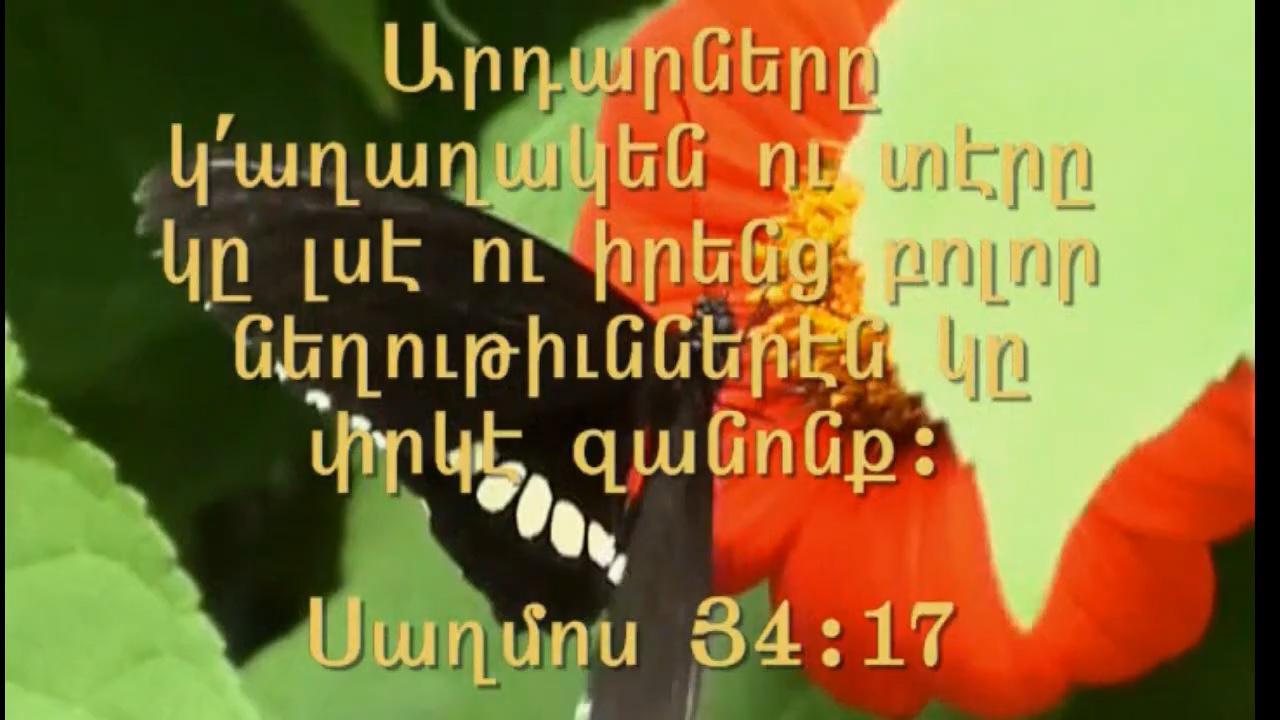 Արդարները
կ՛աղաղակեն ու տէրը
կը լսէ ու իրենց բոլոր
նեղութիւններէն կը
փրկէ զանոնք:
Սաղմոս 34:17